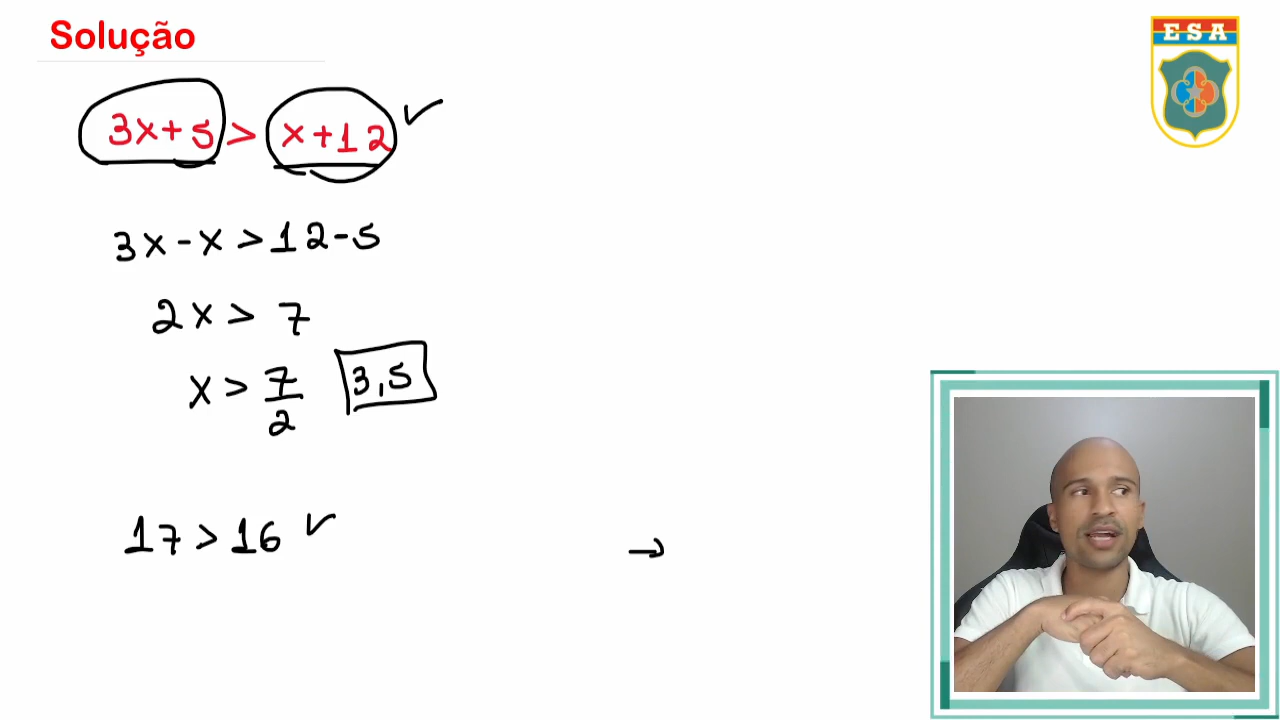 Solução
ESA
3x+5 > x+12 ✓
3x-x > 12-5
2x > 7
x > 7/2 3,5
17 > 16 ✓
→